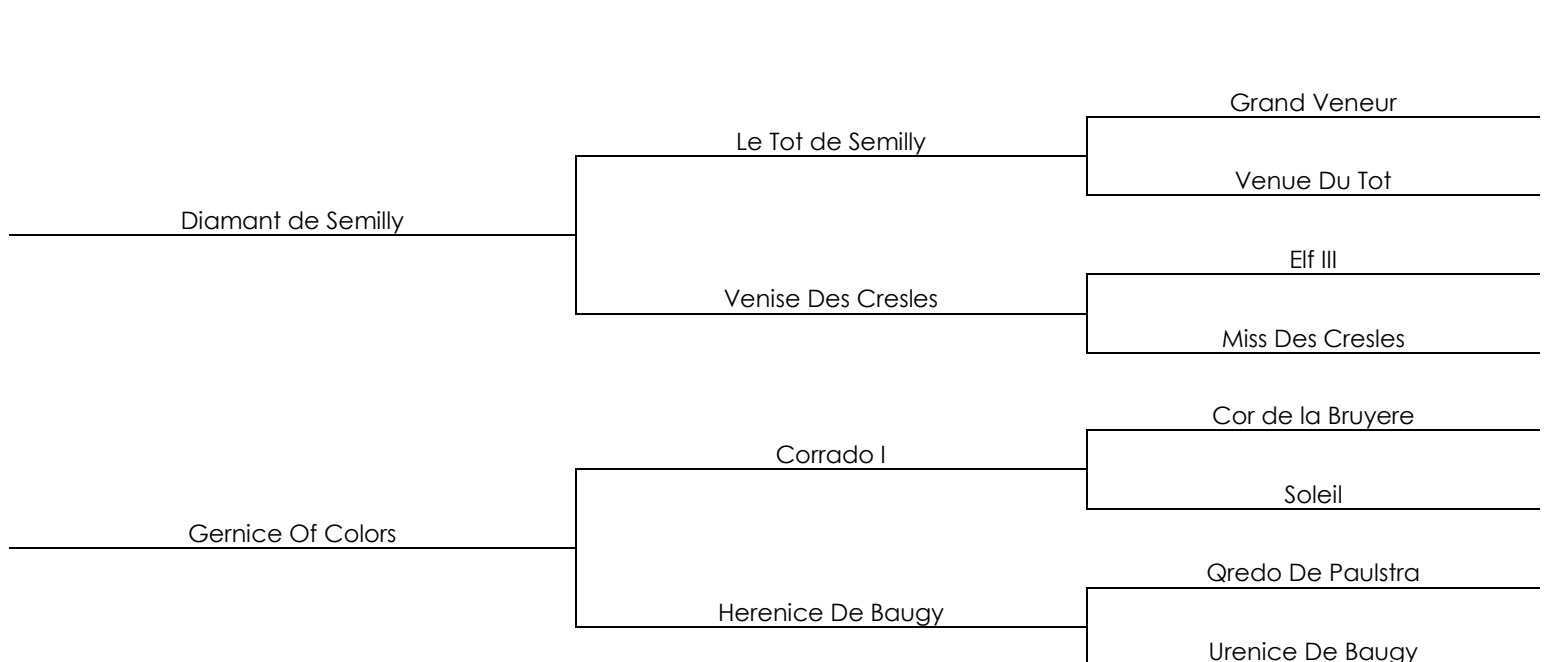 Grand Veneur
Le Tot de Semilly
Venue Du Tot
Diamant de Semilly
Elf III
Venise Des Cresles
Miss Des Cresles
Cor de la Bruyere
Corrado I
Soleil
Gernice Of Colors
Qredo De Paulstra
Herenice De Baugy
Urenice De Baugy